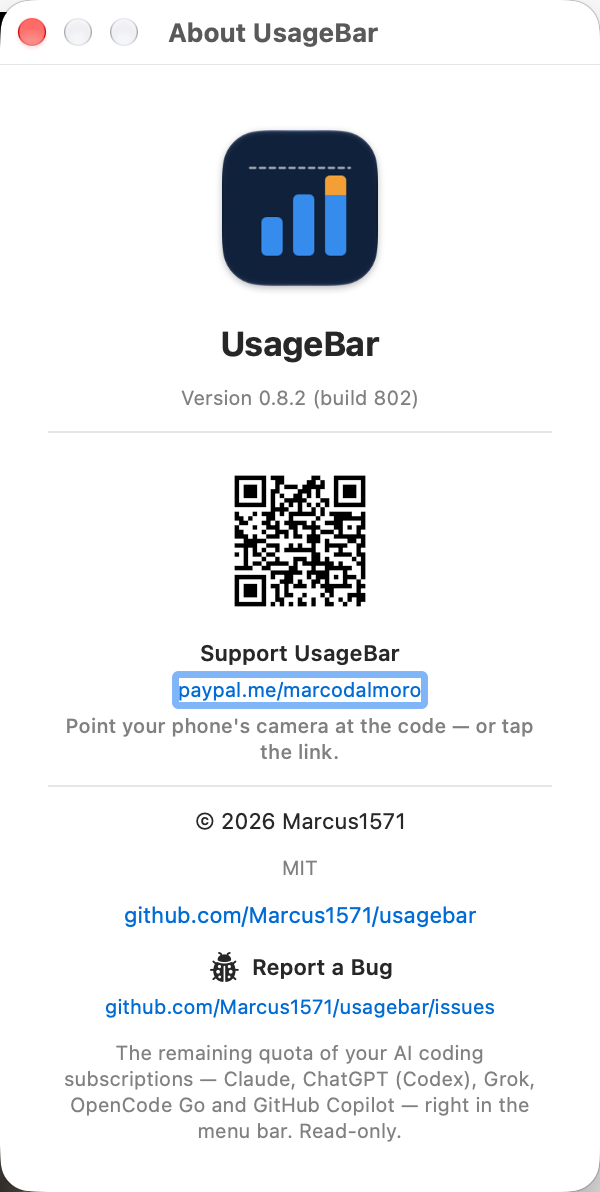 About UsageBar
UsageBar
Version 0.8.2 (build 802)
Support UsageBar
paypal.me/marcodalmoro
Point your phone's camera at the code — or tap
the link.
© 2026 Marcus1571
MIT
github.com/Marcus1571/usagebar
Report a Bug
github.com/Marcus1571/usagebar/issues
The remaining quota of your AI coding
subscriptions — Claude, ChatGPT (Codex), Grok,
OpenCode Go and GitHub Copilot — right in the
menu bar. Read-only.